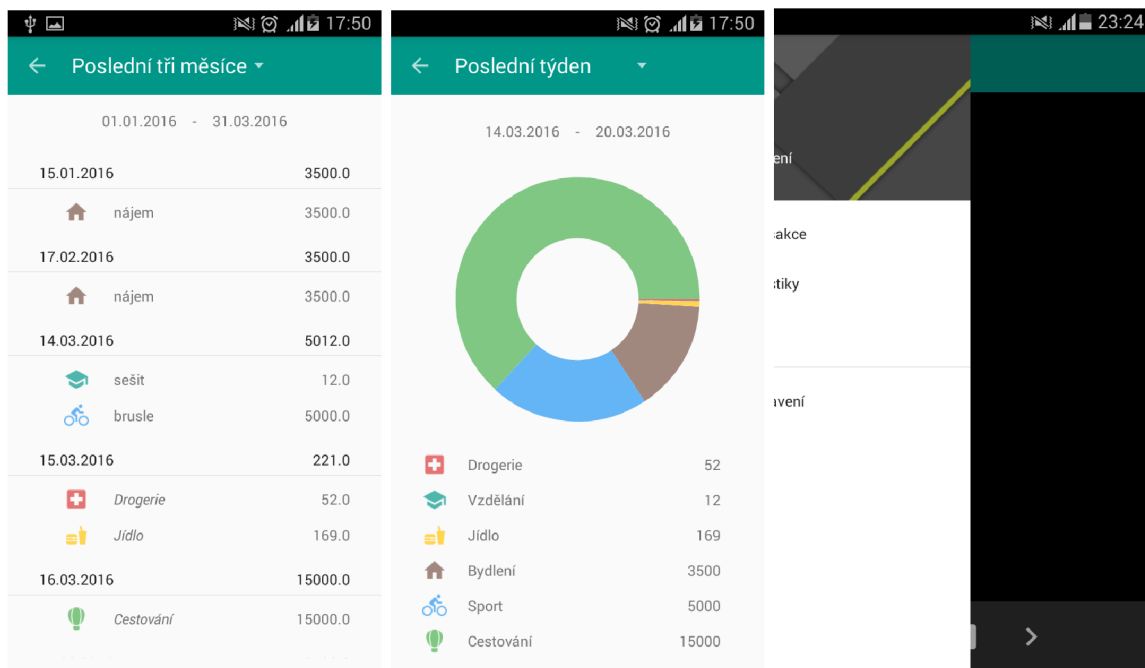 17:50
Poslední tři měsíce
01.01.2016 - 31.03.2016
15.01.2016 3500.0
nájem 3500.0
17.02.2016 3500.0
nájem 3500.0
14.03.2016 5012.0
sešit 12.0
brusle 5000.0
15.03.2016 221.0
Drogerie 52.0
Jídlo 169.0
16.03.2016 15000.0
Cestování 15000.0
17:50
Poslední týden
14.03.2016 - 20.03.2016
Drogerie 52
Vzdělání 12
Jídlo 169
Bydlení 3500
Sport 5000
Cestování 15000
23:24
ení
akce
tiky
avení